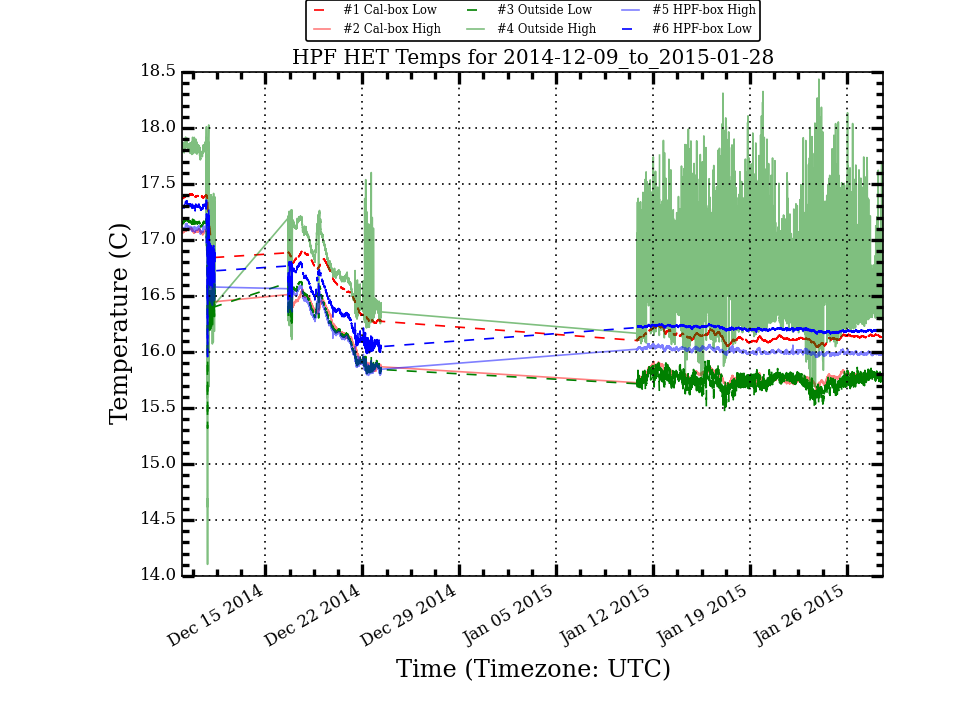 #1 Cal-box Low #3 Outside Low #5 HPF-box High
#2 Cal-box High #4 Outside High #6 HPF-box Low
HPF HET Temps for 2014-12-09_to_2015-01-28
18.5
18.0
17.5
17.0
16.5
16.0
15.5
15.0
14.5
14.0
Temperature (C)
Dec 15 2014
Dec 22 2014
Dec 29 2014
Jan 05 2015
Jan 12 2015
Jan 19 2015
Jan 26 2015
Time (Timezone: UTC)